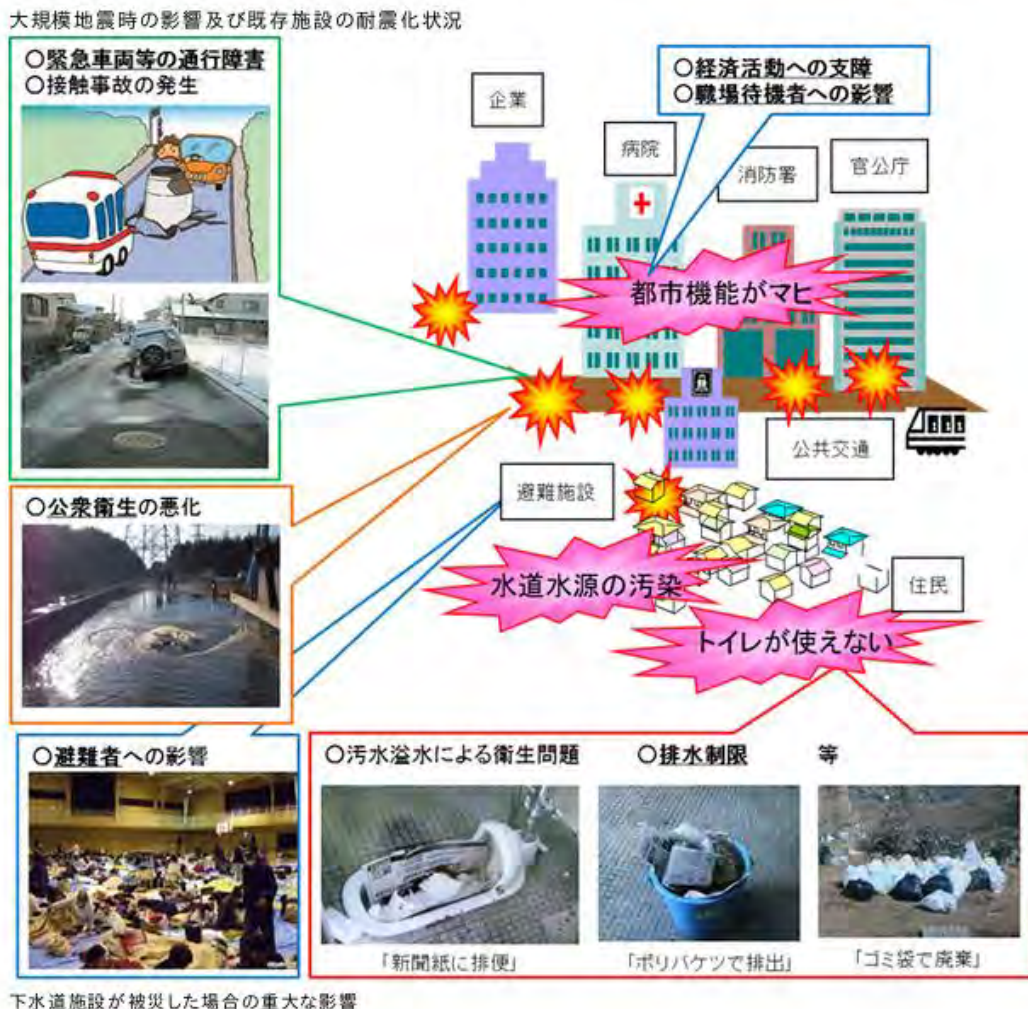 大規模地震時の影響及び既存施設の耐震化状況
〇緊急車両等の通行障害
〇接触事故の発生
〇経済活動への支障
〇職場待機者への影響
企業
病院
消防署
官公庁
都市機能がマヒ
公共交通
避難施設
〇公衆衛生の悪化
水道水源の汚染
住民
トイレが使えない
〇避難者への影響
〇汚水溢水による衛生問題 〇排水制限 等
「新聞紙に排便」 「ポリバケツで排出」 「ゴミ袋で廃棄」
下水道施設が被災した場合の重大な影響